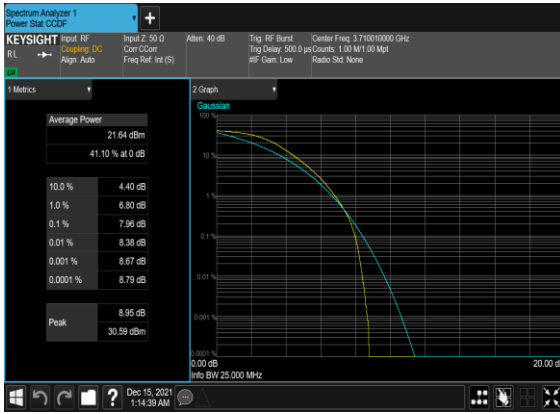 Spectrum Analyzer 1
Power Stat CCDF
KEYSIGHT
RL
Input: RF
Coupling: DC
Align: Auto
Input Z: 50 Ω
Corr CCorr
Freq Ref: Int (S)
Atten: 40 dB
Trig: RF Burst
Trig Delay: 500.0 µs
#IF Gain: Low
Center Freq: 3.710010000 GHz
Counts: 1.00 M/1.00 Mpt
Radio Std: None
1 Metrics
Average Power
21.64 dBm
41.10 % at 0 dB
10.0 % 4.40 dB
1.0 % 6.80 dB
0.1 % 7.96 dB
0.01 % 8.38 dB
0.001 % 8.67 dB
0.0001 % 8.79 dB
Peak
8.95 dB
30.59 dBm
2 Graph
Gaussian
100 %
10 %
1 %
0.1 %
0.01 %
0.001 %
0.0001 %
0.00 dB
20.00 dB
Info BW 25.000 MHz
Dec 15, 2021
1:14:39 AM